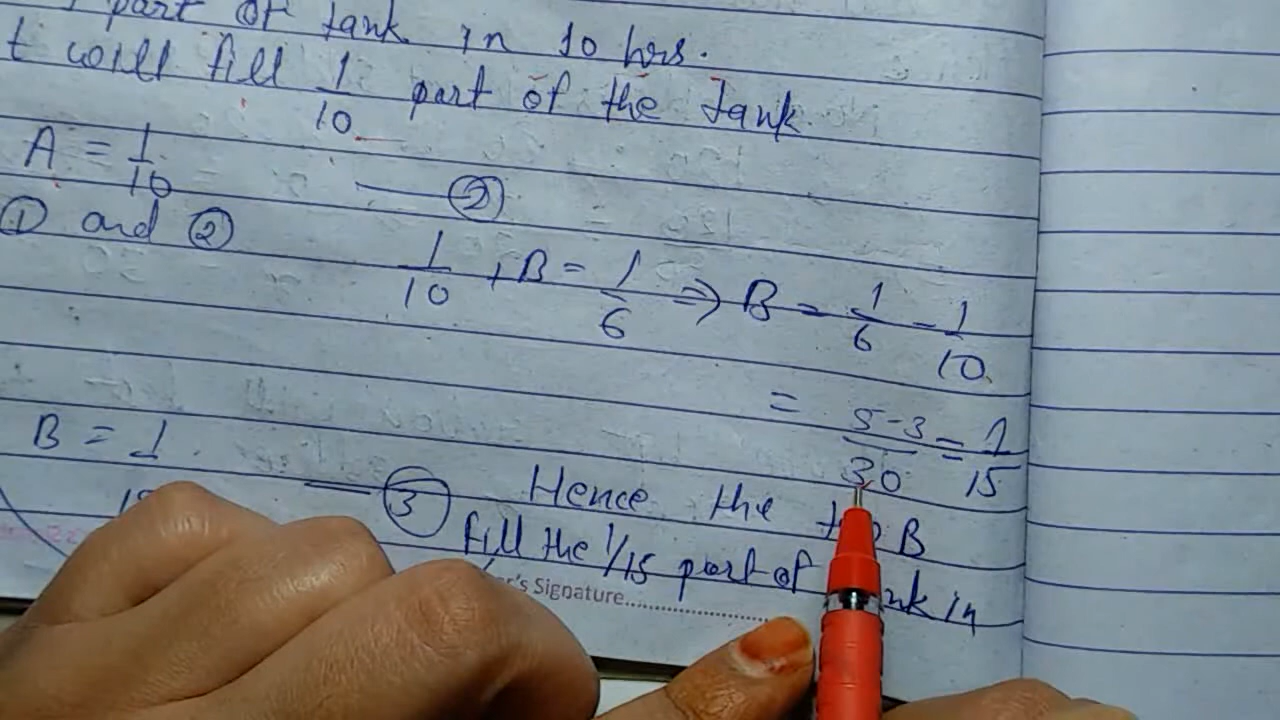 part of tank in 10 hrs.
t will fill 1/10 part of the tank
A = 1/10 — ②
① and ② 1/10 + B = 1/6 ⇒ B = 1/6 - 1/10
= 5-3/30 = 1/15
B = 1
— ③ Hence the B
fill the 1/15 part of in
's Signature